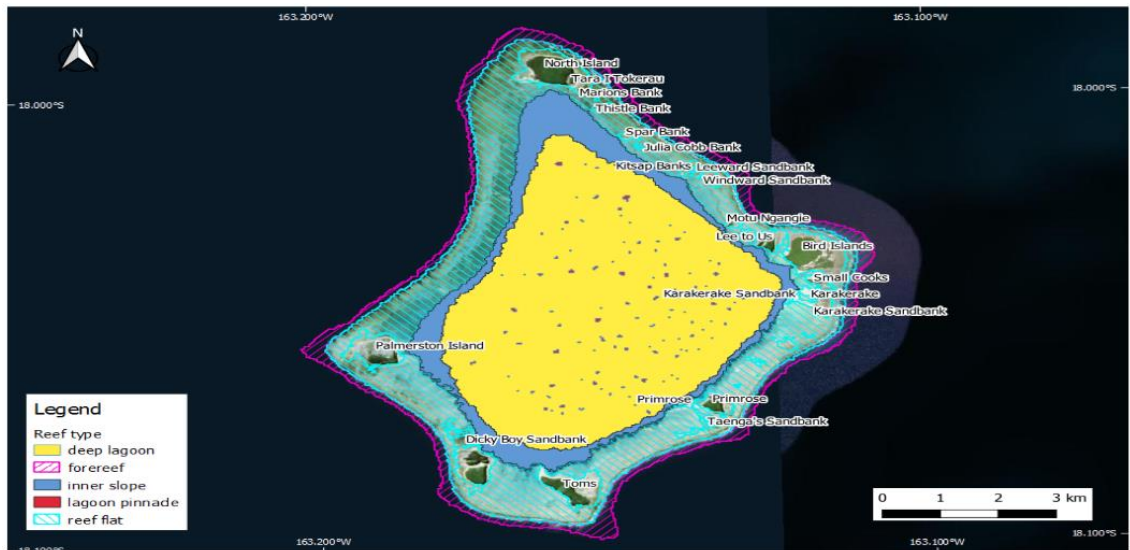 163.200°W
163.100°W
N
18.000°S
18.000°S
North Island
Tara I Tokerau
Marions Bank
Thistle Bank
Spar Bank
Julia Cobb Bank
Kitsap Banks
Leeward Sandbank
Windward Sandbank
Motu Ngangie
Lee to Us
Bird Islands
Small Cooks
Karakerake Sandbank
Karakerake
Karakerake Sandbank
Palmerston Island
Primrose
Primrose
Taenga's Sandbank
Dicky Boy Sandbank
Toms
Legend
Reef type
deep lagoon
forereef
inner slope
lagoon pinnade
reef flat
0 1 2 3 km
18.100°S
18.100°S
163.200°W
163.100°W